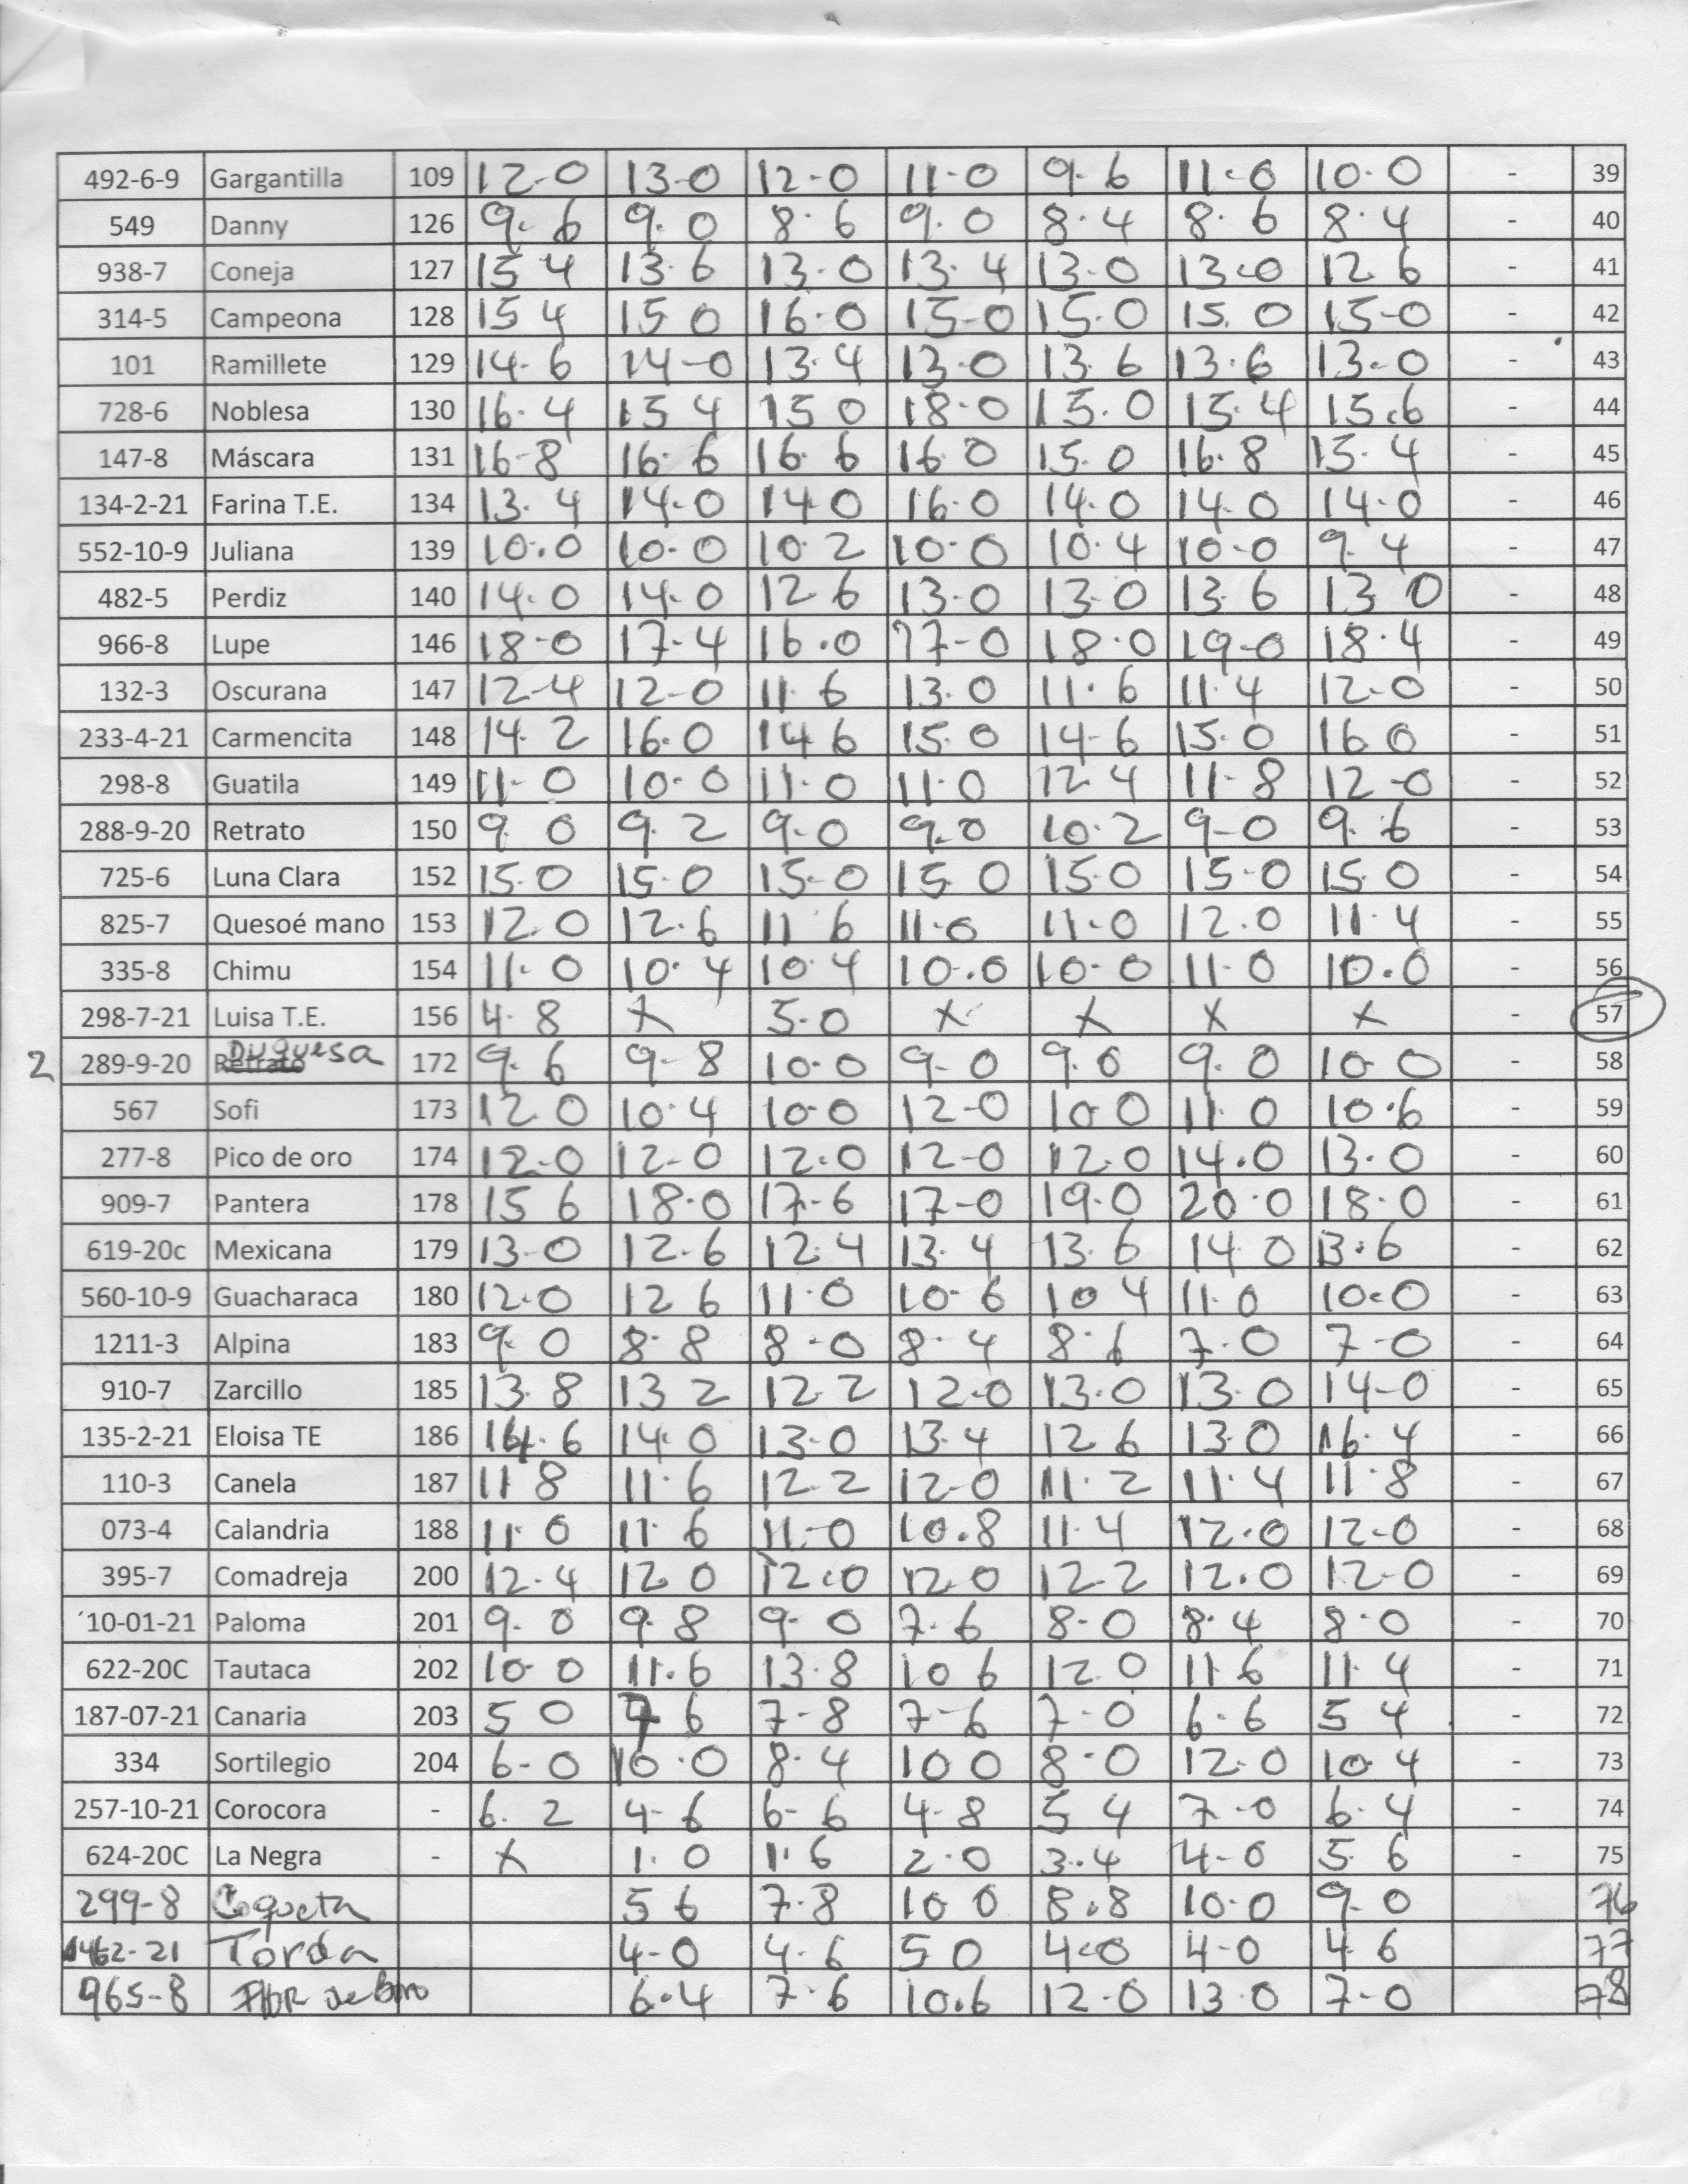 492-6-9 Gargantilla 109 12-0 13-0 12-0 11-0 9.6 11-0 10.0 - 39
549 Danny 126 9.6 9.0 8.6 9.0 8.4 8.6 8.4 - 40
938-7 Coneja 127 15 4 13.6 13.0 13.4 13.0 13.0 12 6 - 41
314-5 Campeona 128 15 4 15 0 16.0 15-0 15.0 15.0 15-0 - 42
101 Ramillete 129 14.6 14-0 13.4 13.0 13.6 13.6 13.0 - 43
728-6 Noblesa 130 16.4 15 4 15 0 18.0 15.0 15.4 15.6 - 44
147-8 Máscara 131 16-8 16.6 16.6 16.0 15.0 16.8 15.4 - 45
134-2-21 Farina T.E. 134 13.4 14.0 14 0 16.0 14.0 14.0 14.0 - 46
552-10-9 Juliana 139 10.0 10-0 10.2 10.0 10.4 10-0 9.4 - 47
482-5 Perdiz 140 14.0 14.0 12 6 13.0 13.0 13.6 13 0 - 48
966-8 Lupe 146 18.0 17-4 16.0 17-0 18.0 19-0 18.4 - 49
132-3 Oscurana 147 12-4 12-0 11.6 13.0 11.6 11.4 12-0 - 50
233-4-21 Carmencita 148 14.2 16.0 14 6 15.0 14-6 15.0 16 0 - 51
298-8 Guatila 149 11-0 10.0 11.0 11.0 12.4 11-8 12-0 - 52
288-9-20 Retrato 150 9.0 9.2 9-0 9.0 10.2 9-0 9.6 - 53
725-6 Luna Clara 152 15.0 15.0 15-0 15.0 15.0 15-0 15.0 - 54
825-7 Quesoé mano 153 12.0 12.6 11 6 11.0 11-0 12.0 11.4 - 55
335-8 Chimu 154 11-0 10.4 10.4 10.0 10-0 11-0 10.0 - 56
298-7-21 Luisa T.E. 156 4.8 x 5.0 x x x x - 57
2 289-9-20 Retrato Duquesa 172 9.6 9-8 10.0 9-0 9.0 9.0 10-0 - 58
567 Sofi 173 12.0 10.4 10-0 12-0 10 0 11.0 10.6 - 59
277-8 Pico de oro 174 12-0 12-0 12.0 12-0 12.0 14.0 13.0 - 60
909-7 Pantera 178 15 6 18.0 17-6 17-0 19.0 20.0 18.0 - 61
619-20c Mexicana 179 13-0 12.6 12.4 13.4 13.6 14.0 13.6 - 62
560-10-9 Guacharaca 180 12.0 12 6 11.0 10.6 10 4 11.0 10.0 - 63
1211-3 Alpina 183 9.0 8.8 8.0 8.4 8.6 7.0 7-0 - 64
910-7 Zarcillo 185 13.8 13 2 12.2 12.0 13.0 13.0 14-0 - 65
135-2-21 Eloisa TE 186 14.6 14.0 13.0 13.4 12 6 13.0 16.4 - 66
110-3 Canela 187 11.8 11.6 12.2 12-0 11.2 11.4 11.8 - 67
073-4 Calandria 188 11.0 11.6 11-0 10.8 11.4 12.0 12-0 - 68
395-7 Comadreja 200 12.4 12.0 12.0 12.0 12.2 12.0 12-0 - 69
´10-01-21 Paloma 201 9.0 9.8 9-0 7.6 8-0 8.4 8.0 - 70
622-20C Tautaca 202 10-0 11.6 13.8 10 6 12.0 11 6 11.4 - 71
187-07-21 Canaria 203 5 0 7 6 7-8 7-6 7-0 6.6 5 4 - 72
334 Sortilegio 204 6-0 10.0 8.4 10 0 8-0 12.0 10.4 - 73
257-10-21 Corocora - 6.2 4-6 6-6 4-8 5 4 7-0 6.4 - 74
624-20C La Negra - x 1.0 1.6 2.0 3.4 4-0 5.6 - 75
299-8 Coqueta 5 6 7.8 10 0 8.8 10.0 9.0 76
1462-21 Torda 4-0 4.6 5 0 4.0 4-0 4 6 77
965-8 Flor de Oro 6.4 7.6 10.6 12.0 13.0 7-0 78